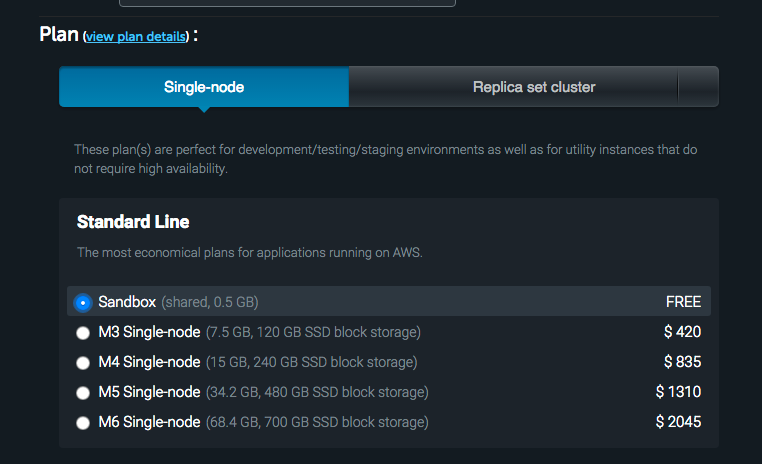 Plan (view plan details) :
Single-node
Replica set cluster
These plan(s) are perfect for development/testing/staging environments as well as for utility instances that do
not require high availability.
Standard Line
The most economical plans for applications running on AWS.
Sandbox (shared, 0.5 GB) FREE
M3 Single-node (7.5 GB, 120 GB SSD block storage) $ 420
M4 Single-node (15 GB, 240 GB SSD block storage) $ 835
M5 Single-node (34.2 GB, 480 GB SSD block storage) $ 1310
M6 Single-node (68.4 GB, 700 GB SSD block storage) $ 2045